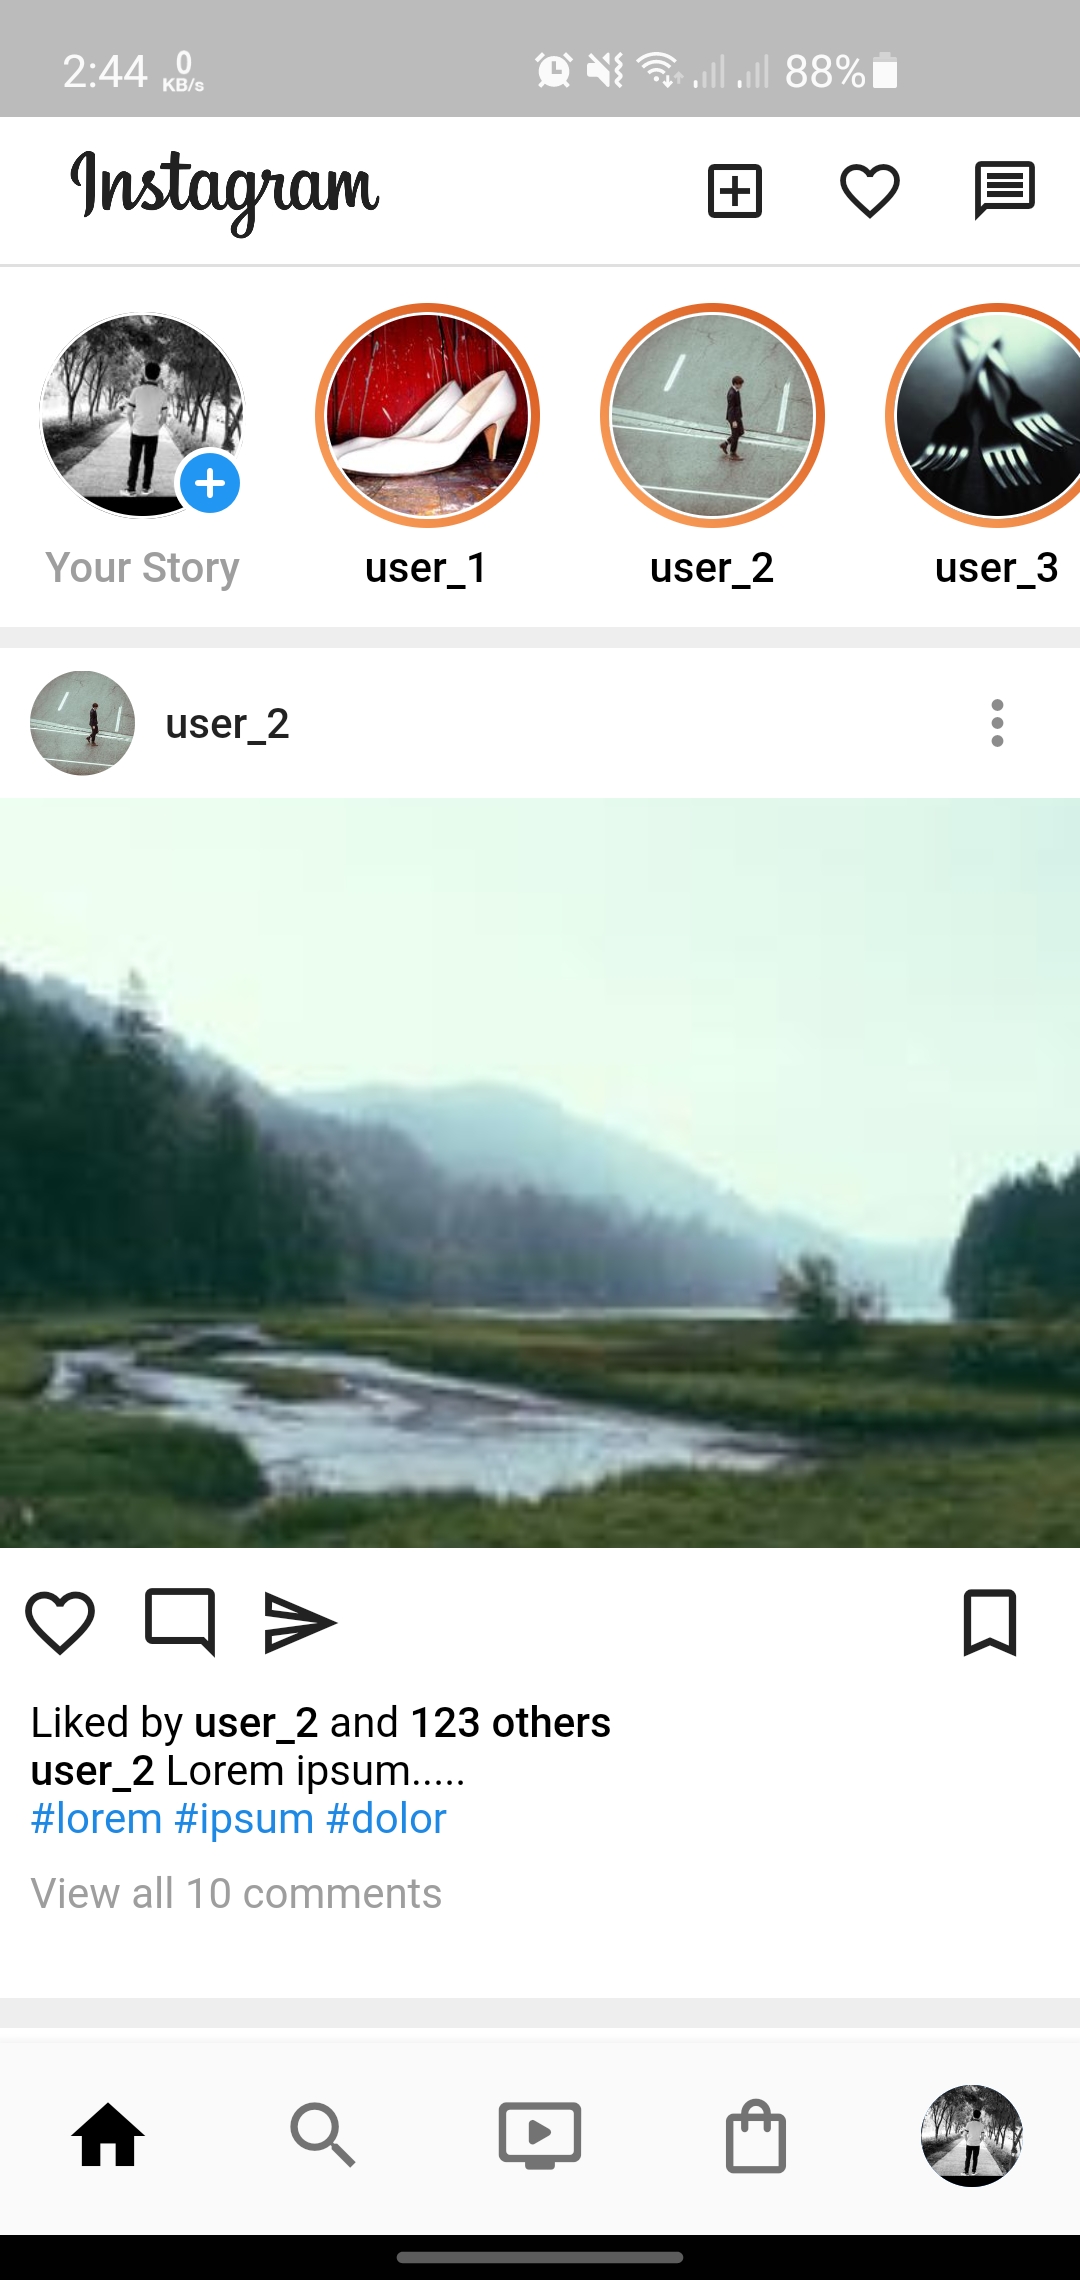 2:44 0 KB/s 88%
Instagram
Your Story user_1 user_2 user_3
user_2
Liked by user_2 and 123 others
user_2 Lorem ipsum.....
#lorem #ipsum #dolor
View all 10 comments